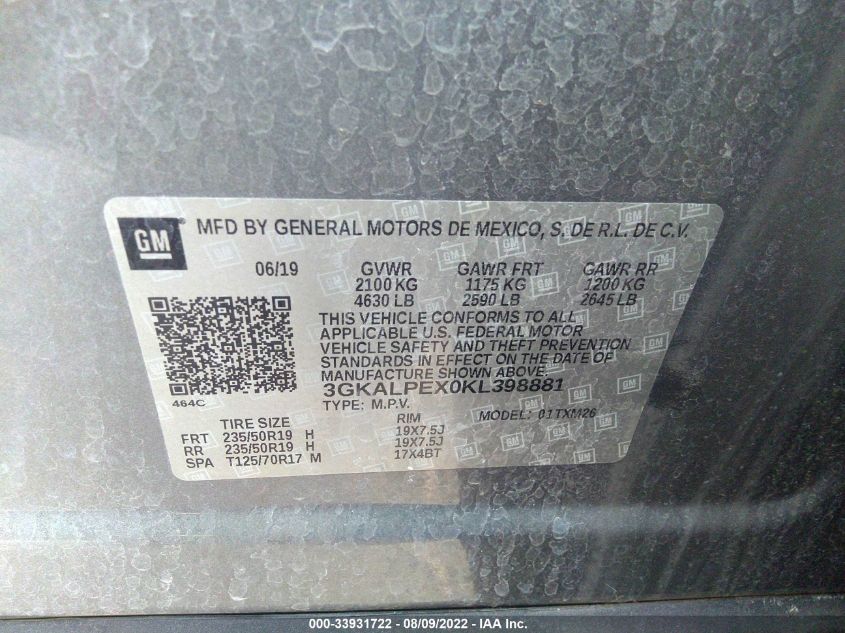 GM MFD BY GENERAL MOTORS DE MEXICO, S. DE R.L. DE C.V.
06/19 GVWR GAWR FRT GAWR RR
2100 KG 1175 KG 1200 KG
4630 LB 2590 LB 2645 LB
THIS VEHICLE CONFORMS TO ALL
APPLICABLE U.S. FEDERAL MOTOR
VEHICLE SAFETY AND THEFT PREVENTION
STANDARDS IN EFFECT ON THE DATE OF
MANUFACTURE SHOWN ABOVE.
464C
3GKALPEX0KL398881
TYPE: M.P.V. MODEL: 01TXM26
TIRE SIZE RIM
FRT 235/50R19 H 19X7.5J
RR 235/50R19 H 19X7.5J
SPA T125/70R17 M 17X4BT
000-33931722 - 08/09/2022 - IAA Inc.